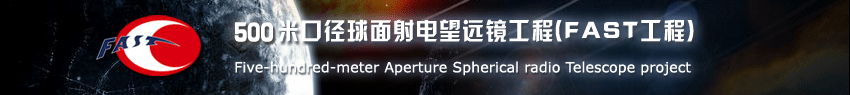 FAST
500米口径球面射电望远镜工程(FAST工程)
Five-hundred-meter Aperture Spherical radio Telescope project